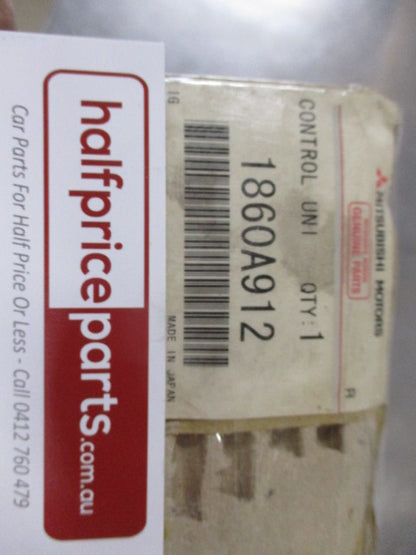 MITSUBISHI MOTORS
GENUINE PARTS
CONTROL UNI QTY: 1
1860A912
MADE IN JAPAN
halfpriceparts.com.au
Car Parts For Half Price Or Less - Call 0412 760 479